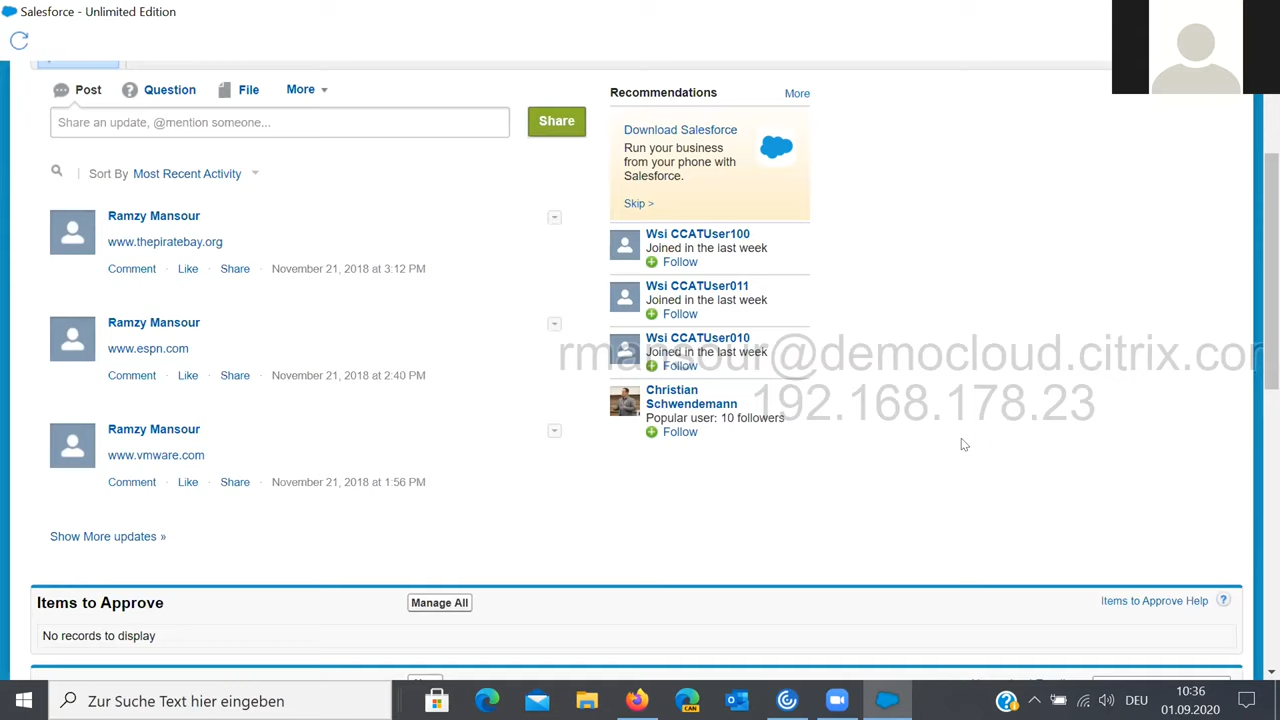 Salesforce - Unlimited Edition
Post Question File More
Share an update, @mention someone...
Share
Sort By Most Recent Activity
Ramzy Mansour
www.thepiratebay.org
Comment · Like · Share · November 21, 2018 at 3:12 PM
Ramzy Mansour
www.espn.com
Comment · Like · Share · November 21, 2018 at 2:40 PM
Ramzy Mansour
www.vmware.com
Comment · Like · Share · November 21, 2018 at 1:56 PM
Show More updates »
Recommendations More
Download Salesforce
Run your business
from your phone with
Salesforce.
Skip >
Wsi CCATUser100
Joined in the last week
Follow
Wsi CCATUser011
Joined in the last week
Follow
Wsi CCATUser010
Joined in the last week
Follow
Christian
Schwendemann
Popular user: 10 followers
Follow
rmansour@democloud.citrix.com
192.168.178.23
Items to Approve
Manage All
Items to Approve Help ?
No records to display
Zur Suche Text hier eingeben
CAN
DEU
10:36
01.09.2020